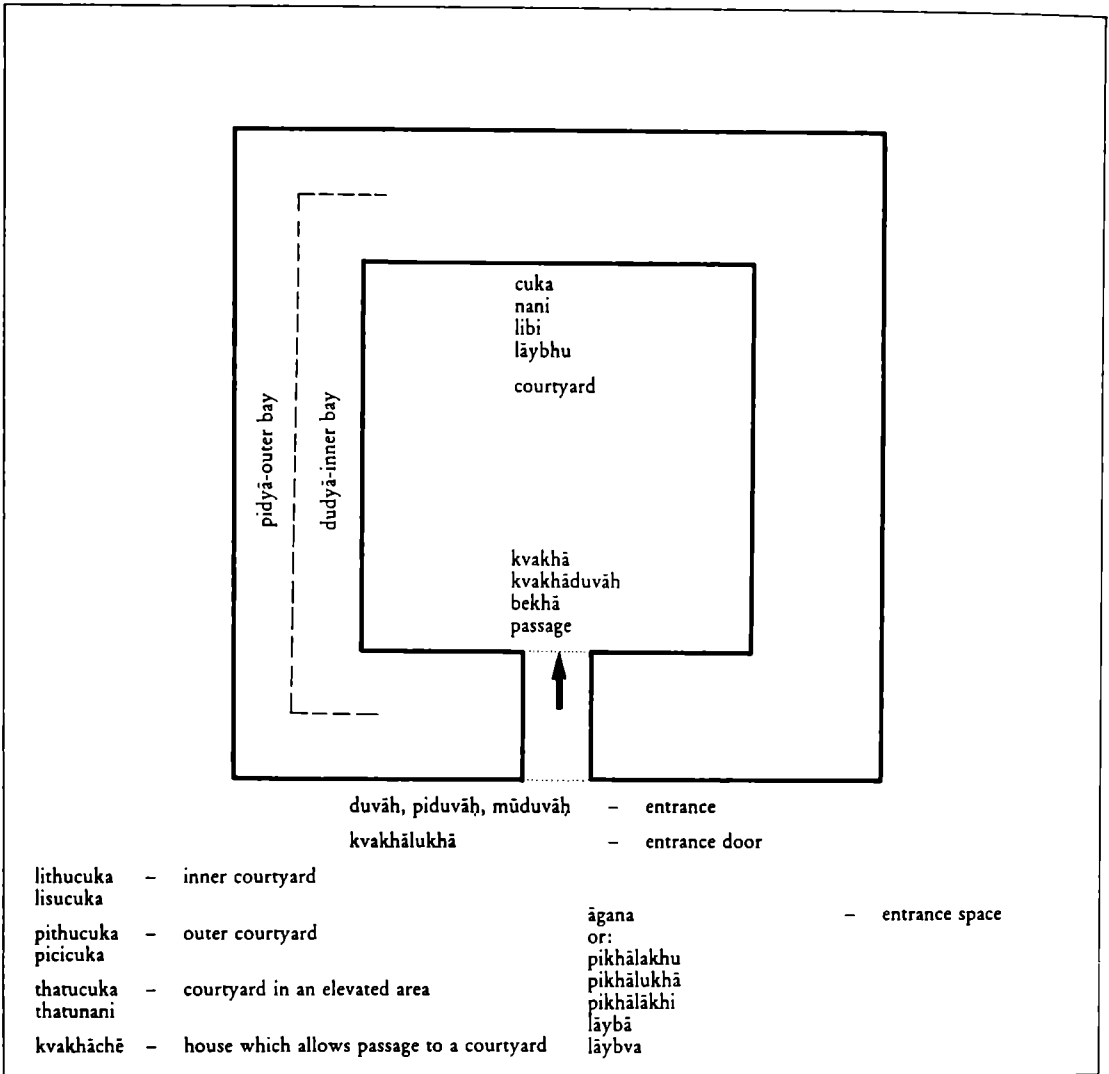 cuka
nani
libi
lāybhu
courtyard
pidyā-outer bay
dudyā-inner bay
kvakhā
kvakhāduvāh
bekhā
passage
duvāh, piduvāḥ, mūduvāḥ – entrance
kvakhālukhā – entrance door
lithucuka – inner courtyard
lisucuka
pithucuka – outer courtyard
picicuka
thatucuka – courtyard in an elevated area
thatunani
kvakhāchē – house which allows passage to a courtyard
āgana – entrance space
or:
pikhālakhu
pikhālukhā
pikhālākhi
lāybā
lāybva